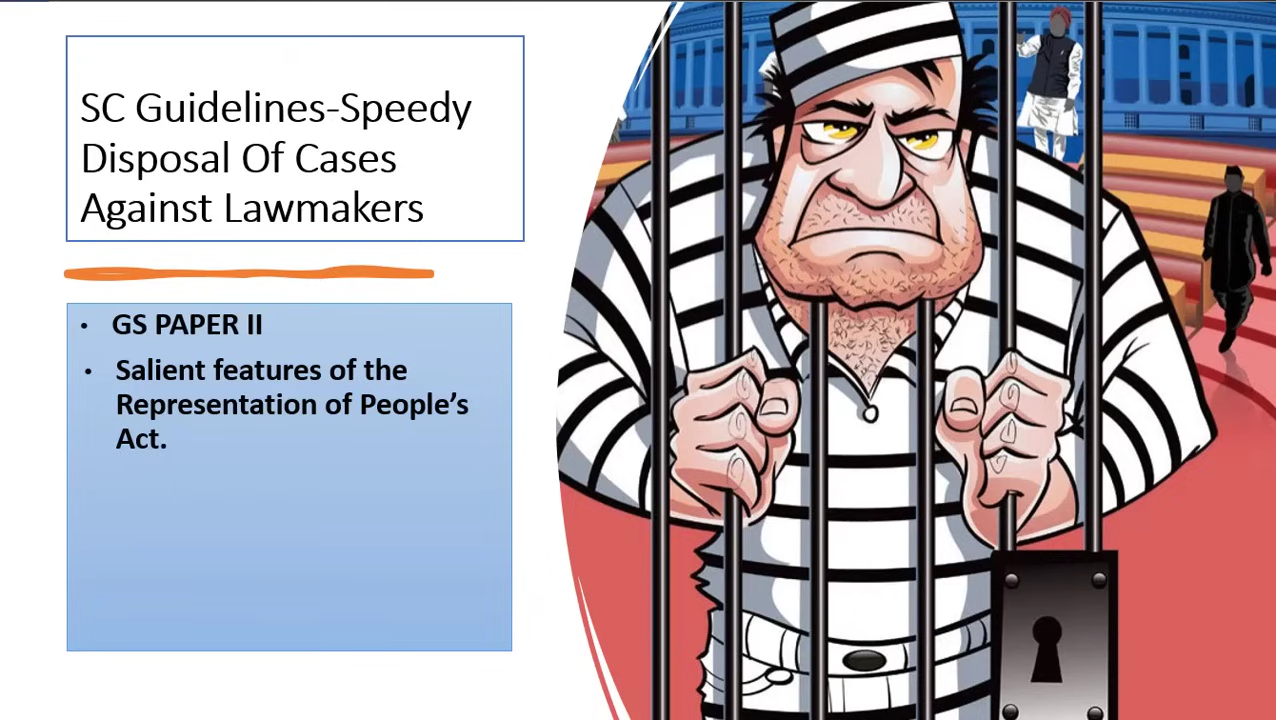 SC Guidelines-Speedy
Disposal Of Cases
Against Lawmakers
• GS PAPER II
• Salient features of the
Representation of People’s
Act.